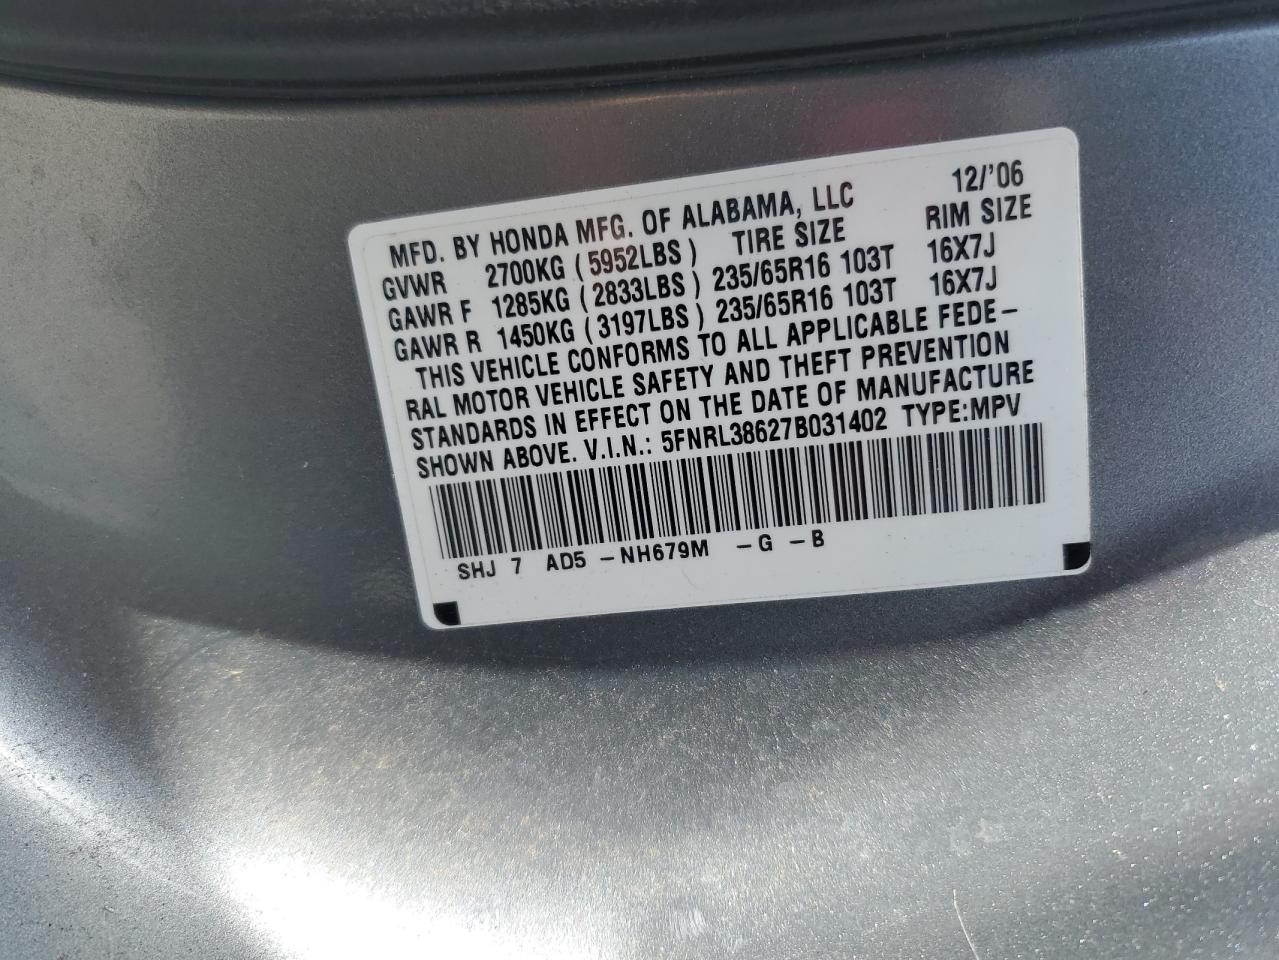 MFD. BY HONDA MFG. OF ALABAMA, LLC 12/'06
GVWR 2700KG (5952LBS) TIRE SIZE RIM SIZE
GAWR F 1285KG (2833LBS) 235/65R16 103T 16X7J
GAWR R 1450KG (3197LBS) 235/65R16 103T 16X7J
THIS VEHICLE CONFORMS TO ALL APPLICABLE FEDE-
RAL MOTOR VEHICLE SAFETY AND THEFT PREVENTION
STANDARDS IN EFFECT ON THE DATE OF MANUFACTURE
SHOWN ABOVE. V.I.N.: 5FNRL38627B031402 TYPE:MPV
SHJ 7 AD5 -NH679M -G -B